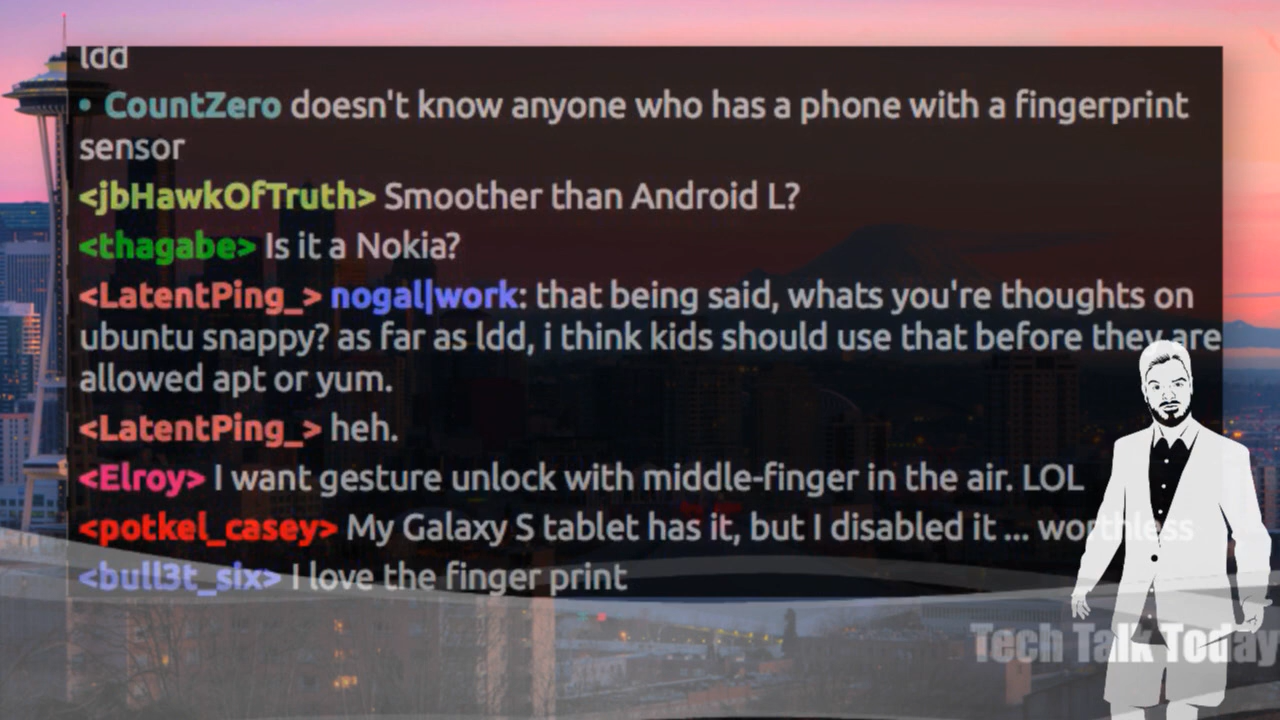 ldd
• CountZero doesn't know anyone who has a phone with a fingerprint
sensor
<jbHawkOfTruth> Smoother than Android L?
<thagabe> Is it a Nokia?
<LatentPing_> nogal|work: that being said, whats you're thoughts on
ubuntu snappy? as far as ldd, i think kids should use that before they are
allowed apt or yum.
<LatentPing_> heh.
<Elroy> I want gesture unlock with middle-finger in the air. LOL
<potkel_casey> My Galaxy S tablet has it, but I disabled it ... worthless
<bull3t_six> I love the finger print
Tech Talk Today